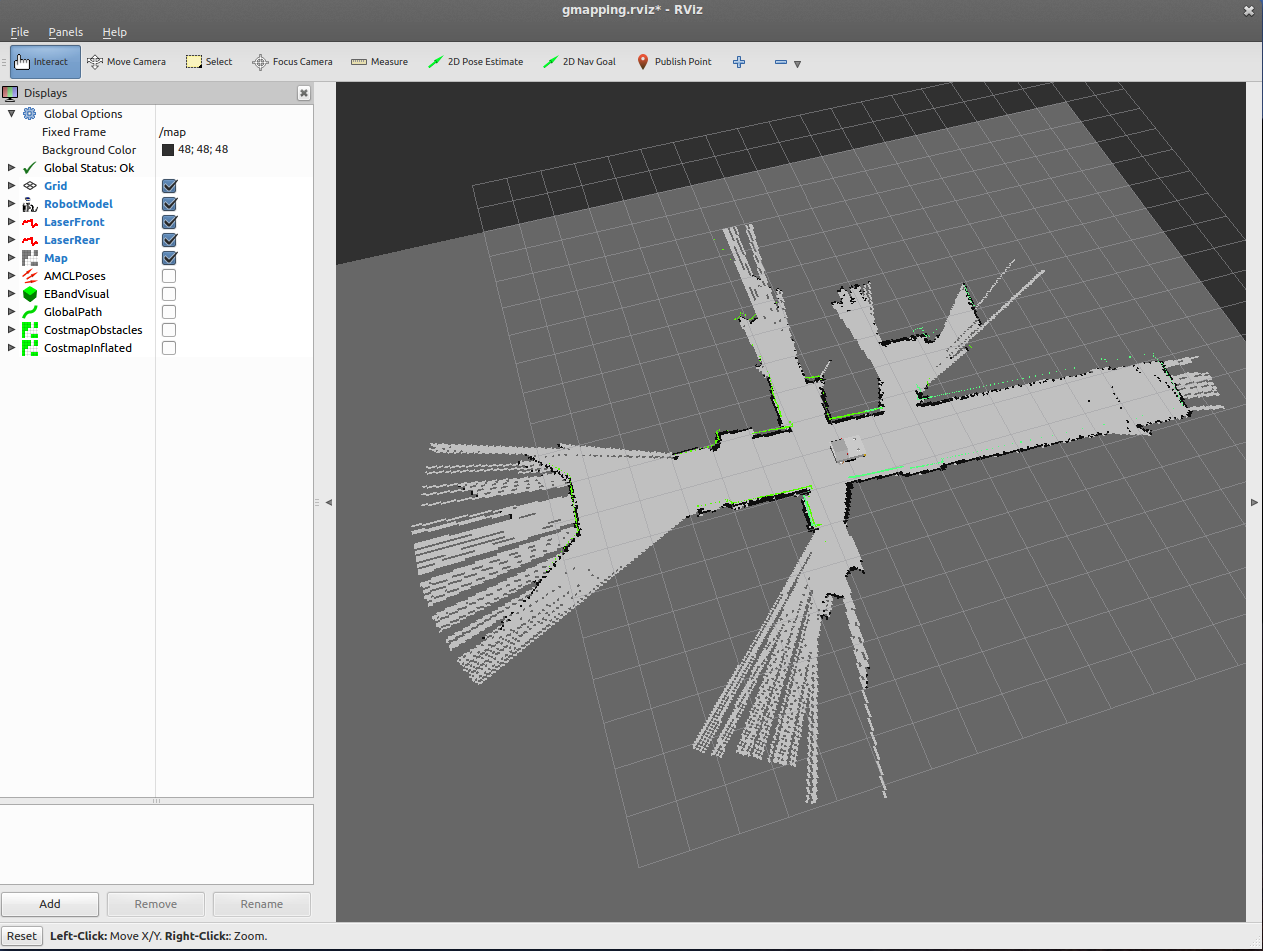 gmapping.rviz* - RViz
File Panels Help
Interact Move Camera Select Focus Camera Measure 2D Pose Estimate 2D Nav Goal Publish Point
Displays
Global Options
Fixed Frame /map
Background Color 48; 48; 48
Global Status: Ok
Grid
RobotModel
LaserFront
LaserRear
Map
AMCLPoses
EBandVisual
GlobalPath
CostmapObstacles
CostmapInflated
Add Remove Rename
Reset Left-Click: Move X/Y. Right-Click:: Zoom.